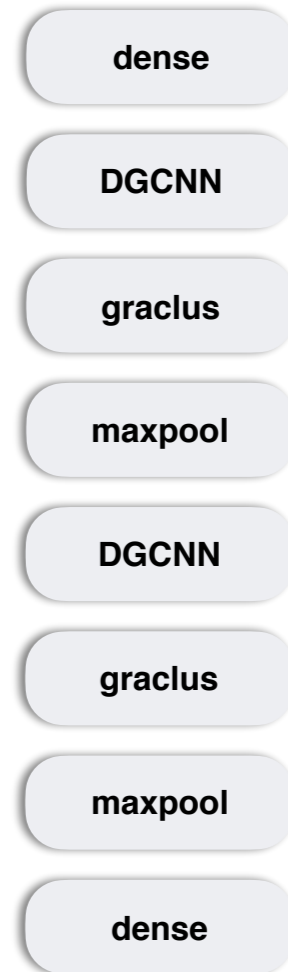 dense
DGCNN
graclus
maxpool
DGCNN
graclus
maxpool
dense